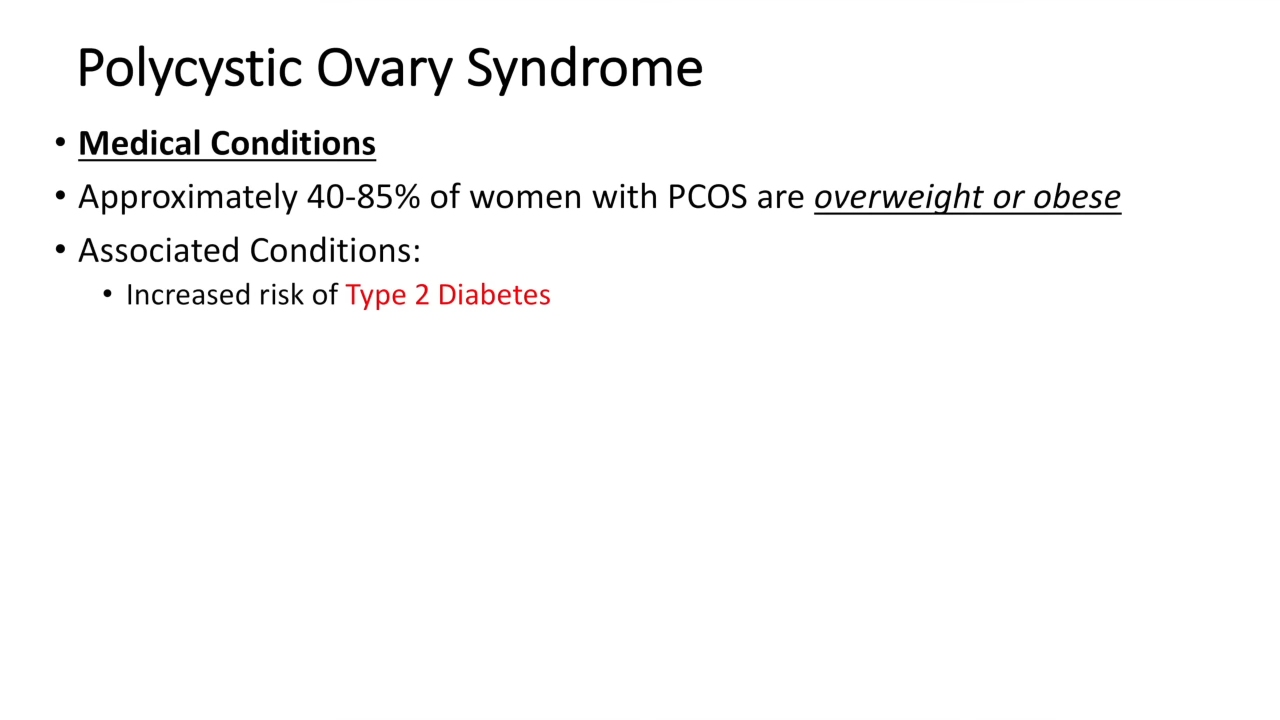 Polycystic Ovary Syndrome
• Medical Conditions
• Approximately 40-85% of women with PCOS are overweight or obese
• Associated Conditions:
• Increased risk of Type 2 Diabetes